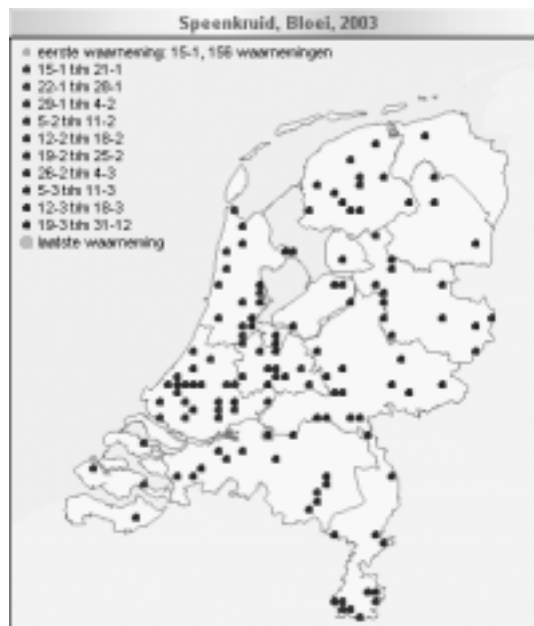 Speenkruid, Bloei, 2003
eerste waarneming: 15-1, 156 waarnemingen
15-1 t/m 21-1
22-1 t/m 28-1
29-1 t/m 4-2
5-2 t/m 11-2
12-2 t/m 18-2
19-2 t/m 25-2
26-2 t/m 4-3
5-3 t/m 11-3
12-3 t/m 18-3
19-3 t/m 31-12
laatste waarneming